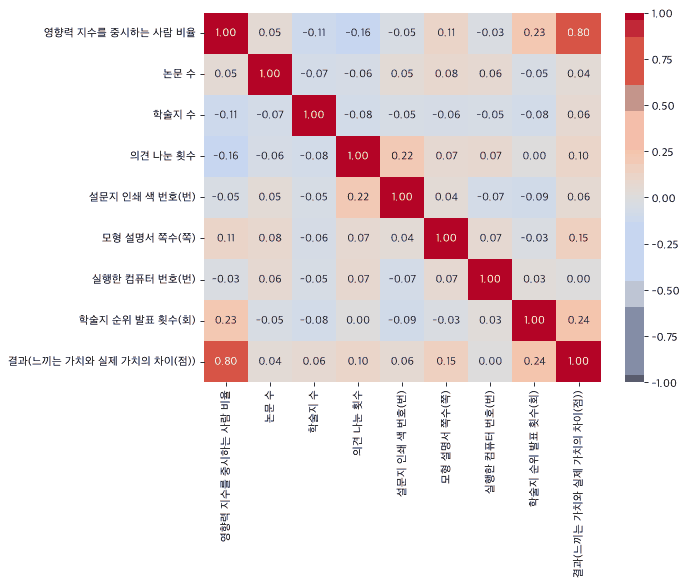 영향력 지수를 중시하는 사람 비율 1.00 0.05 -0.11 -0.16 -0.05 0.11 -0.03 0.23 0.80
논문 수 0.05 1.00 -0.07 -0.06 0.05 0.08 0.06 -0.05 0.04
학술지 수 -0.11 -0.07 1.00 -0.08 -0.05 -0.06 -0.05 -0.08 0.06
의견 나눈 횟수 -0.16 -0.06 -0.08 1.00 0.22 0.07 0.07 0.00 0.10
설문지 인쇄 색 번호(번) -0.05 0.05 -0.05 0.22 1.00 0.04 -0.07 -0.09 0.06
모형 설명서 쪽수(쪽) 0.11 0.08 -0.06 0.07 0.04 1.00 0.07 -0.03 0.15
실행한 컴퓨터 번호(번) -0.03 0.06 -0.05 0.07 -0.07 0.07 1.00 0.03 0.00
학술지 순위 발표 횟수(회) 0.23 -0.05 -0.08 0.00 -0.09 -0.03 0.03 1.00 0.24
결과(느끼는 가치와 실제 가치의 차이(점)) 0.80 0.04 0.06 0.10 0.06 0.15 0.00 0.24 1.00
영향력 지수를 중시하는 사람 비율
논문 수
학술지 수
의견 나눈 횟수
설문지 인쇄 색 번호(번)
모형 설명서 쪽수(쪽)
실행한 컴퓨터 번호(번)
학술지 순위 발표 횟수(회)
결과(느끼는 가치와 실제 가치의 차이(점))
1.00
0.75
0.50
0.25
0.00
-0.25
-0.50
-0.75
-1.00